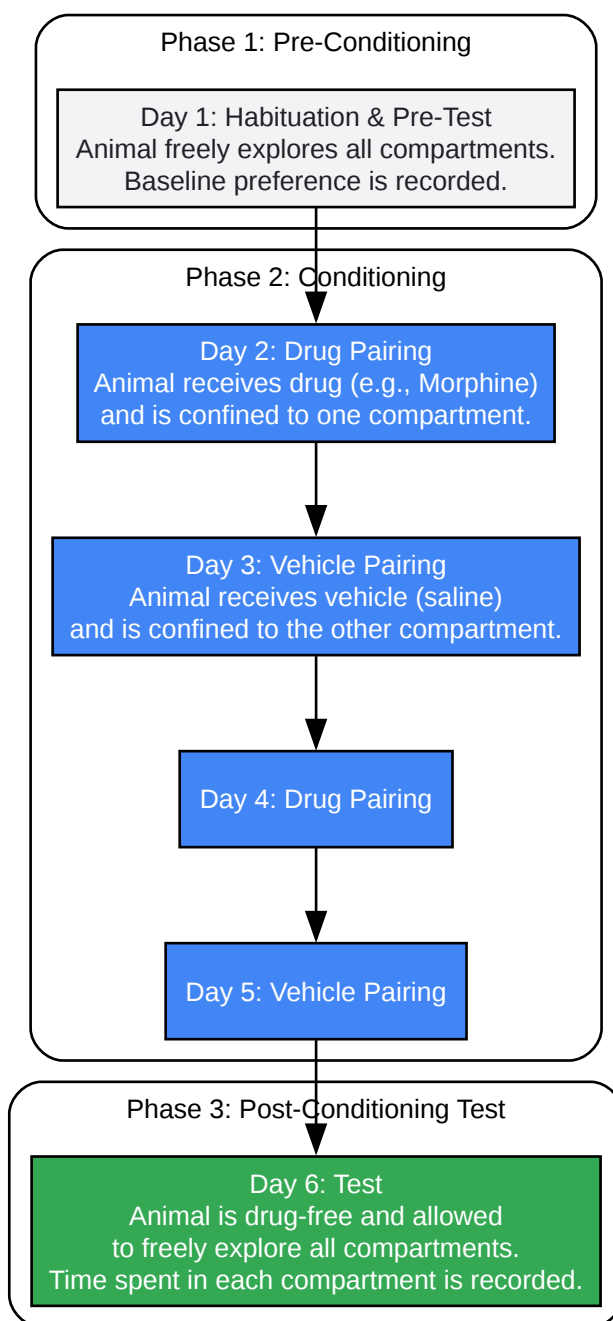 Phase 1: Pre-Conditioning
Day 1: Habituation & Pre-Test
Animal freely explores all compartments.
Baseline preference is recorded.
Phase 2: Conditioning
Day 2: Drug Pairing
Animal receives drug (e.g., Morphine)
and is confined to one compartment.
Day 3: Vehicle Pairing
Animal receives vehicle (saline)
and is confined to the other compartment.
Day 4: Drug Pairing
Day 5: Vehicle Pairing
Phase 3: Post-Conditioning Test
Day 6: Test
Animal is drug-free and allowed
to freely explore all compartments.
Time spent in each compartment is recorded.